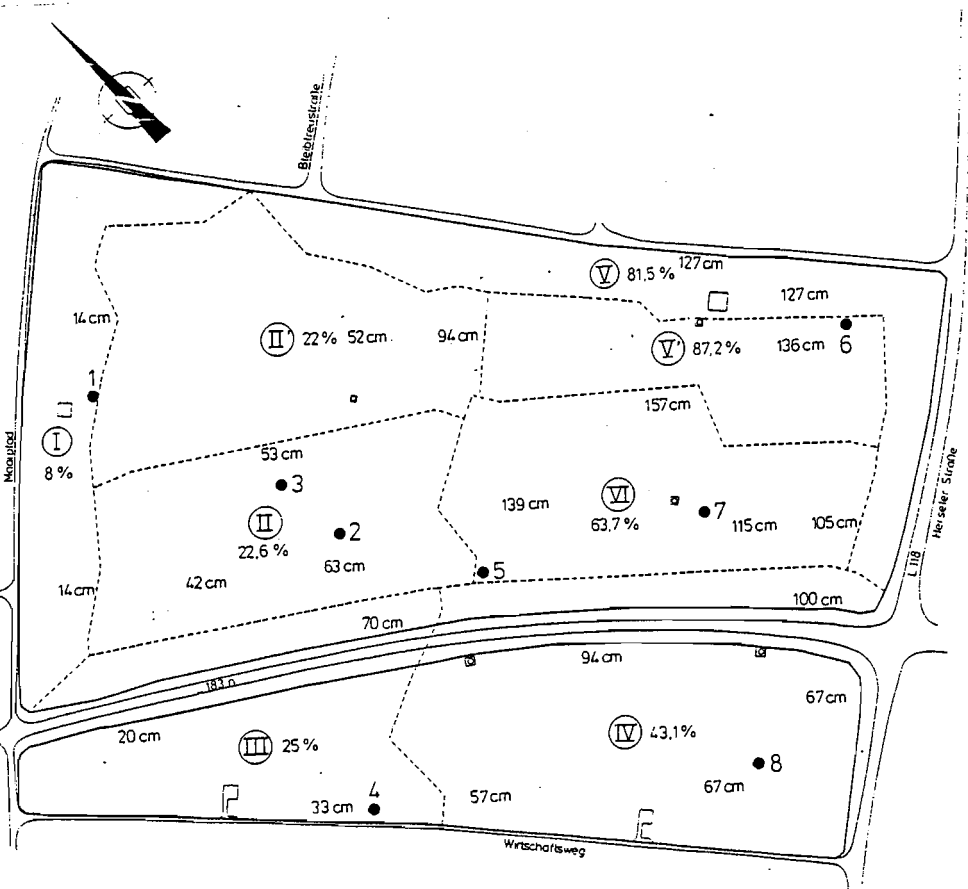 Bleibtreustraße
V 81,5 % 127 cm
127 cm
14 cm
II' 22 % 52 cm. 94 cm
V' 87,2 % 136 cm 6
1
157 cm
I
8 %
Maarpfad
53 cm
3
139 cm
VI
63,7 %
7
115 cm
105 cm
Herseler Straße
L 118
II
22,6 %
2
63 cm
42 cm
14 cm
5
100 cm
70 cm
94 cm
183
67 cm
20 cm
III 25 %
IV 43,1 %
8
67 cm
4
33 cm
57 cm
Wirtschaftsweg